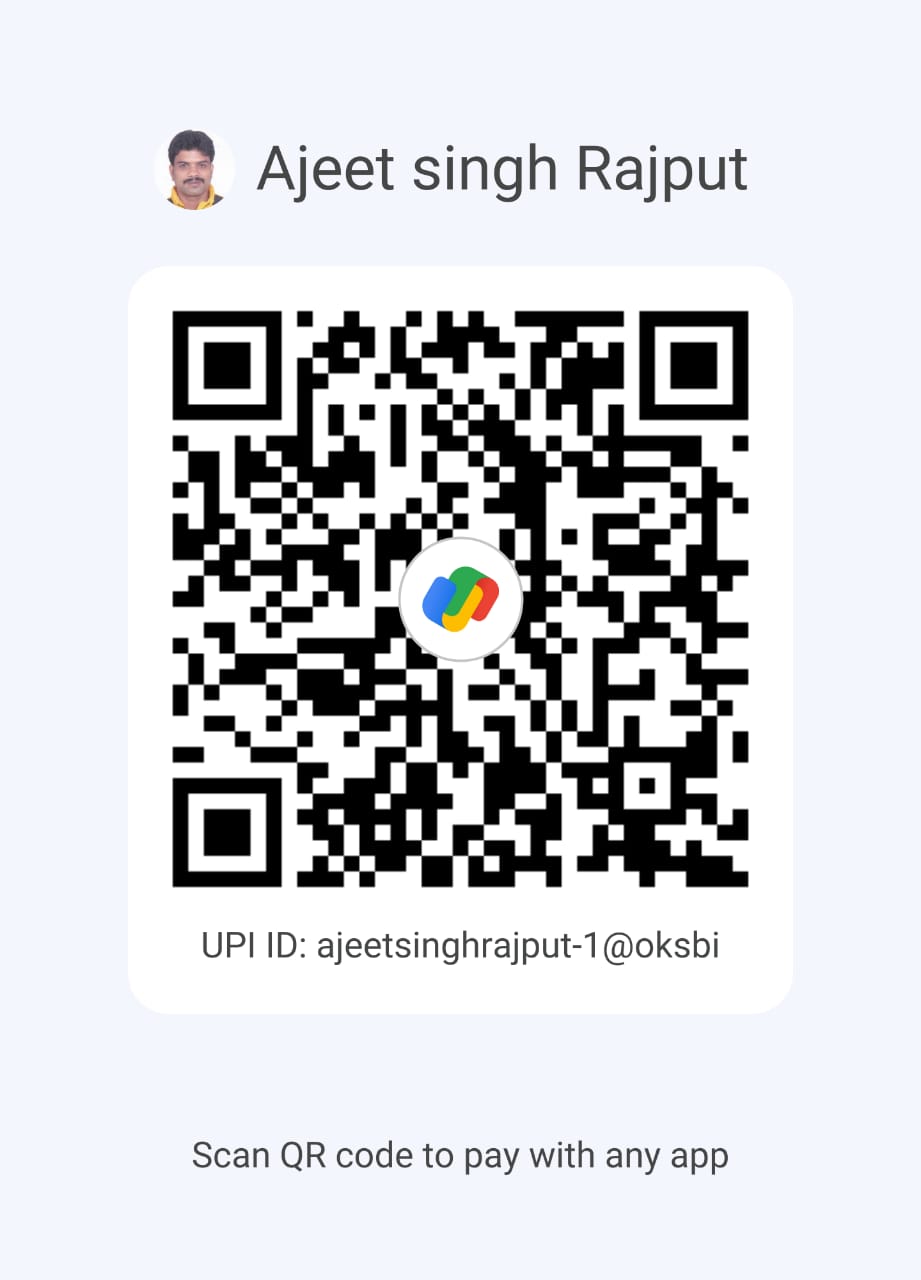 Ajeet singh Rajput
UPI ID: ajeetsinghrajput-1@oksbi
Scan QR code to pay with any app